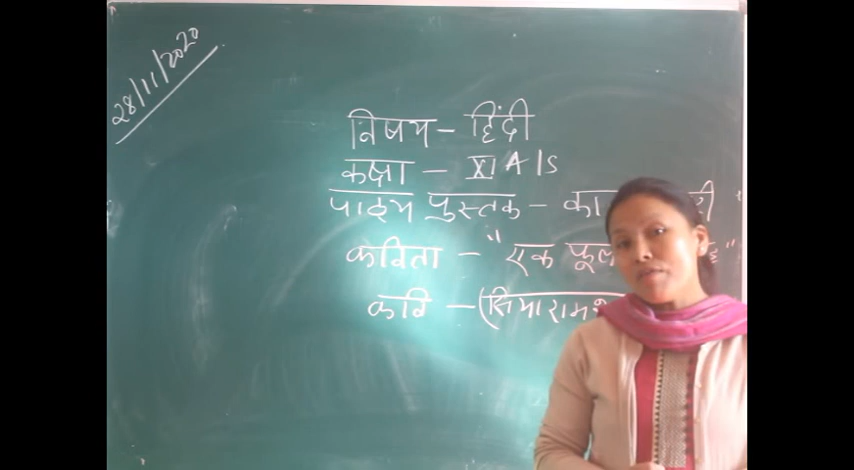 28/11/2020
विषय – हिंदी
कक्षा – XI A/S
पाठ्य पुस्तक –
कविता – "एक फूल
कवि – (सियाराम